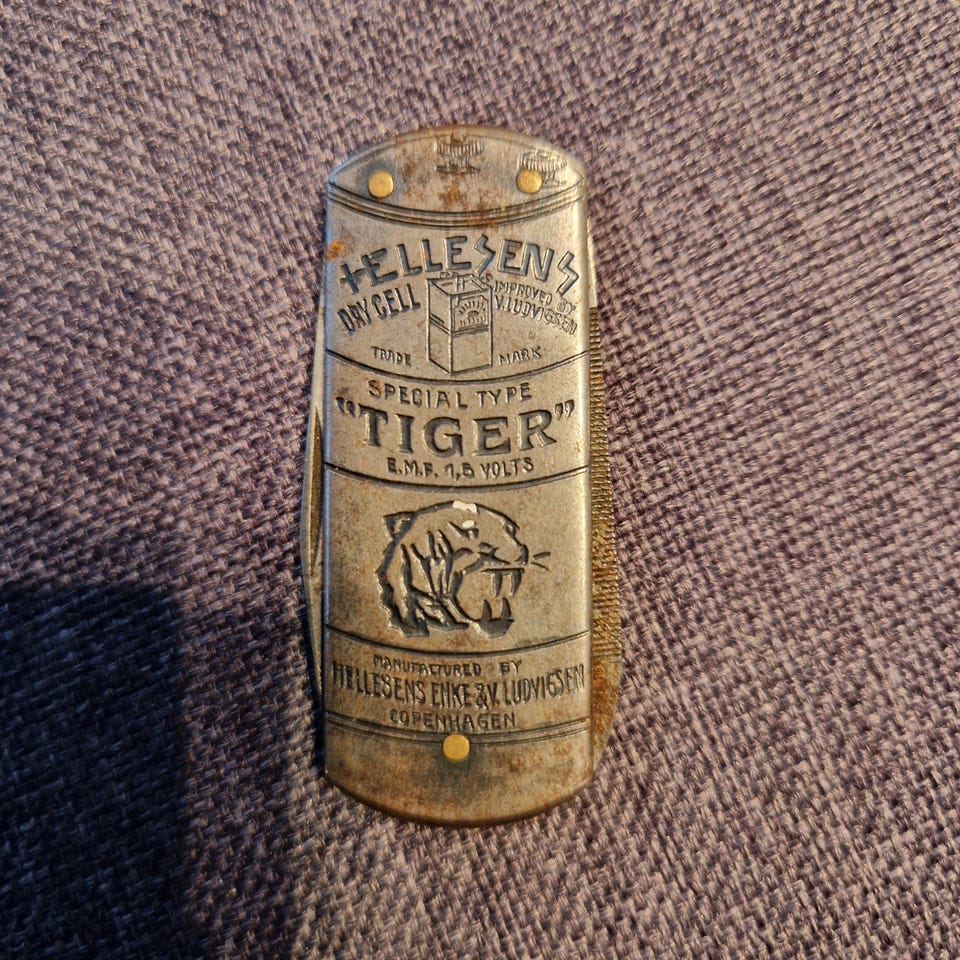 HELLESENS
DRY CELL IMPROVED BY
V. LUDVIGSEN
TRADE MARK
SPECIAL TYPE
"TIGER"
E.M.F. 1,5 VOLTS
MANUFACTURED BY
HELLESENS ENKE & V. LUDVIGSEN
COPENHAGEN